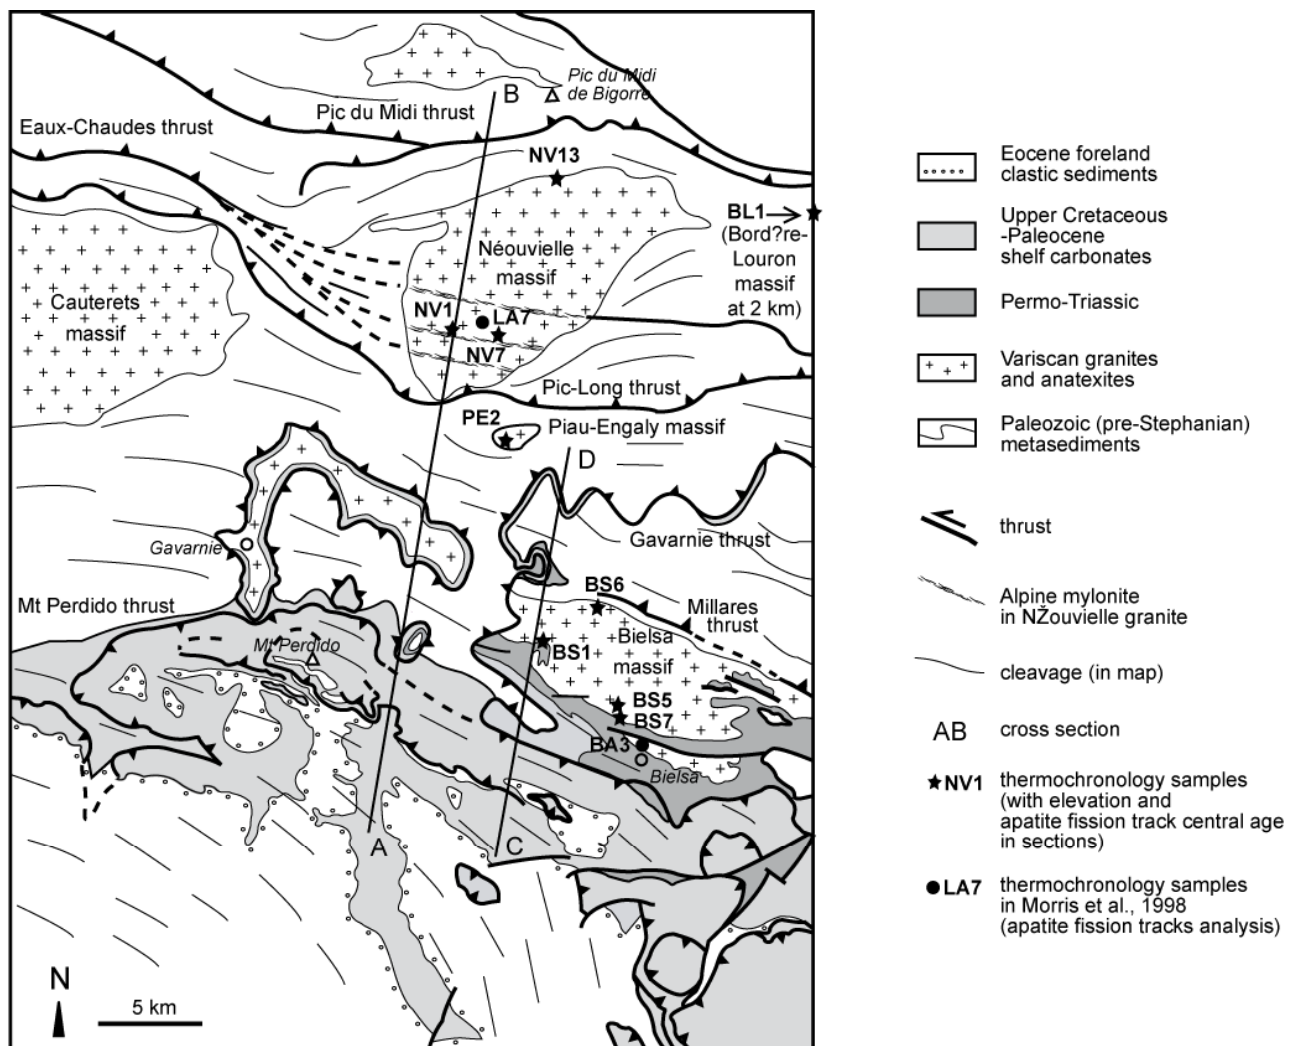 Pic du Midi
de Bigorre
B
Pic du Midi thrust
Eaux-Chaudes thrust
NV13
BL1
(Bord?re-
Louron
massif
at 2 km)
Néouvielle
massif
Cauterets
massif
NV1
LA7
NV7
Pic-Long thrust
PE2
Piau-Engaly massif
D
Gavarnie
Gavarnie thrust
BS6
Mt Perdido thrust
Millares
thrust
Mt Perdido
BS1
Bielsa
massif
BS5
BS7
BA3
Bielsa
A
C
N
5 km
Eocene foreland
clastic sediments
Upper Cretaceous
-Paleocene
shelf carbonates
Permo-Triassic
Variscan granites
and anatexites
Paleozoic (pre-Stephanian)
metasediments
thrust
Alpine mylonite
in NŽouvielle granite
cleavage (in map)
AB
cross section
NV1
thermochronology samples
(with elevation and
apatite fission track central age
in sections)
LA7
thermochronology samples
in Morris et al., 1998
(apatite fission tracks analysis)